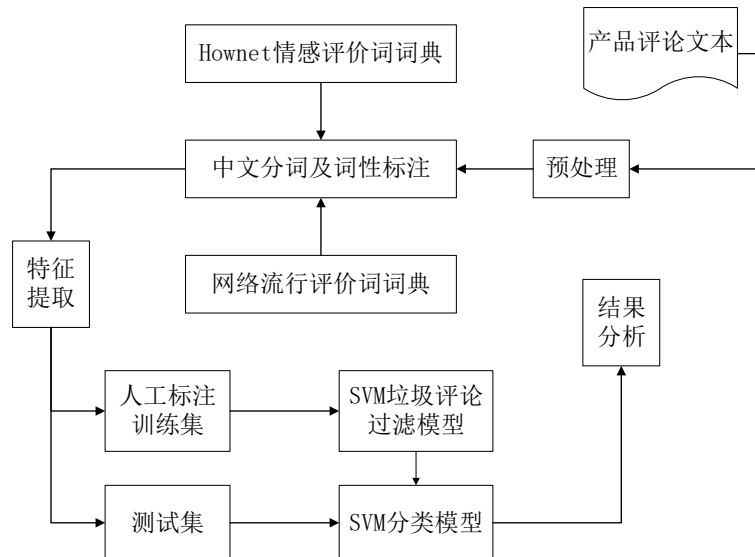 Hownet情感评价词词典
产品评论文本
中文分词及词性标注
预处理
特征
提取
网络流行评价词词典
结果
分析
人工标注
训练集
SVM垃圾评论
过滤模型
测试集
SVM分类模型